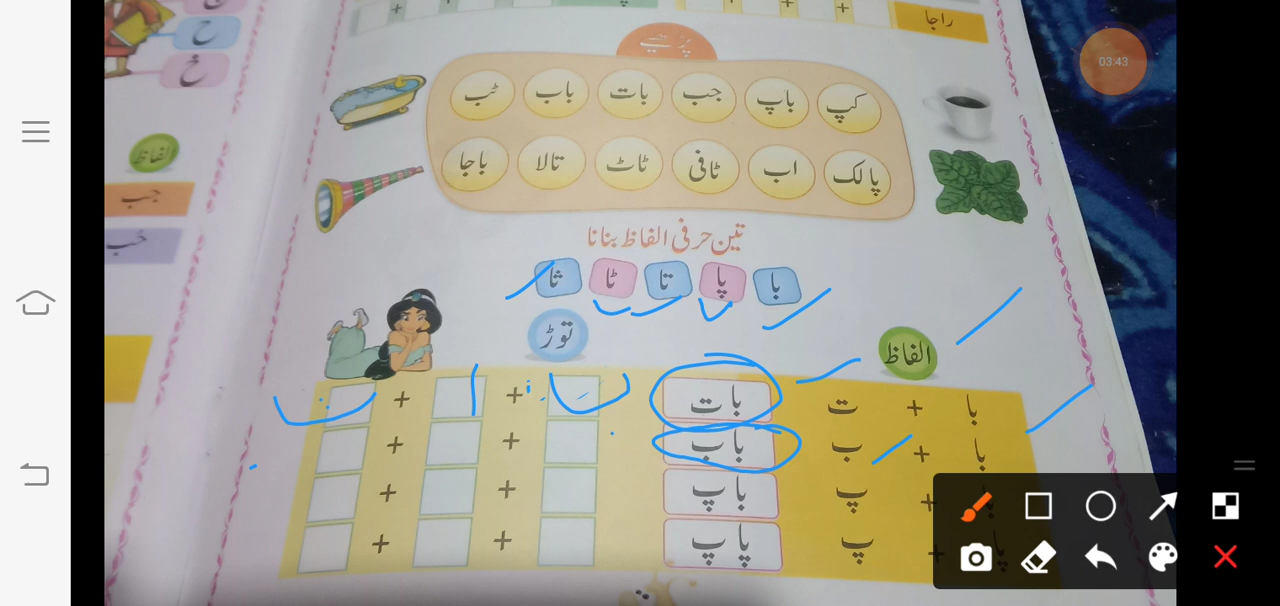 راجا
ح
خ
پڑھیے
کپ باپ جب بات باب ٹب
پالک اب ٹافی ٹاٹ تالا باجا
الفاظ
جب
تین حرفی الفاظ بنانا
با پا تا ٹا ثا
الفاظ توڑ
با + ت بات + +
با + ب باب + +
+ پ باپ + +
پا + پ پاپ + +
03:43